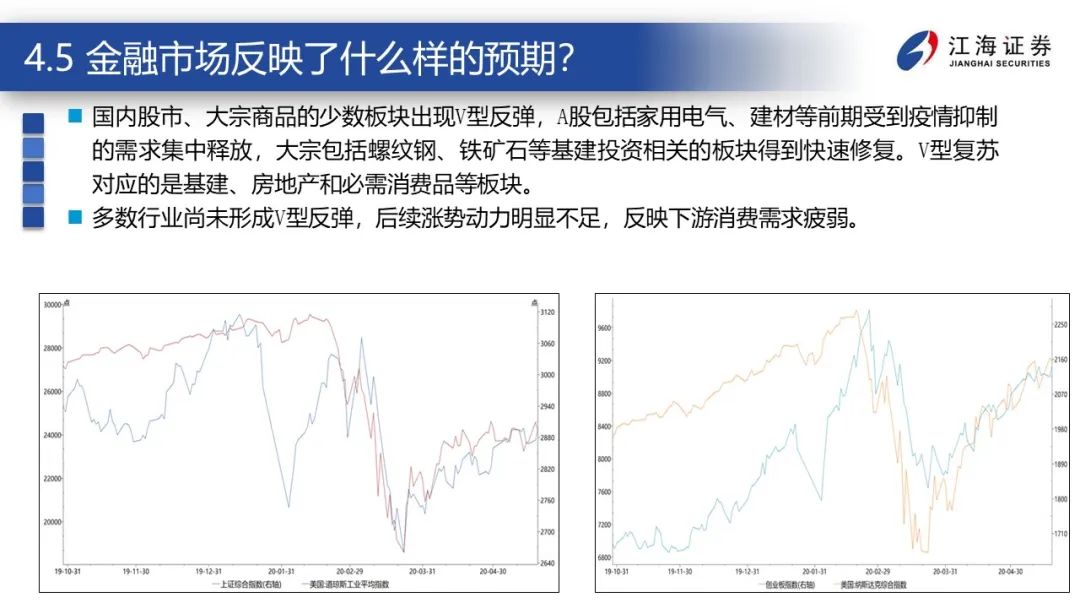 4.5 金融市场反映了什么样的预期？
江海证券
JIANGHAI SECURITIES
国内股市、大宗商品的少数板块出现V型反弹，A股包括家用电气、建材等前期受到疫情抑制
的需求集中释放，大宗包括螺纹钢、铁矿石等基建投资相关的板块得到快速修复。V型复苏
对应的是基建、房地产和必需消费品等板块。
多数行业尚未形成V型反弹，后续涨势动力明显不足，反映下游消费需求疲弱。
30000 点
28000
26000
24000
22000
20000
点
3120
3060
3000
2940
2880
2820
2760
2700
2640
19-10-31 19-11-30 19-12-31 20-01-31 20-02-29 20-03-31 20-04-30
上证综合指数(右轴) 美国:道琼斯工业平均指数
9600
9200
8800
8400
8000
7600
7200
6800
2250
2160
2070
1980
1890
1800
1710
19-10-31 19-11-30 19-12-31 20-01-31 20-02-29 20-03-31 20-04-30
创业板指数(右轴) 美国:纳斯达克综合指数